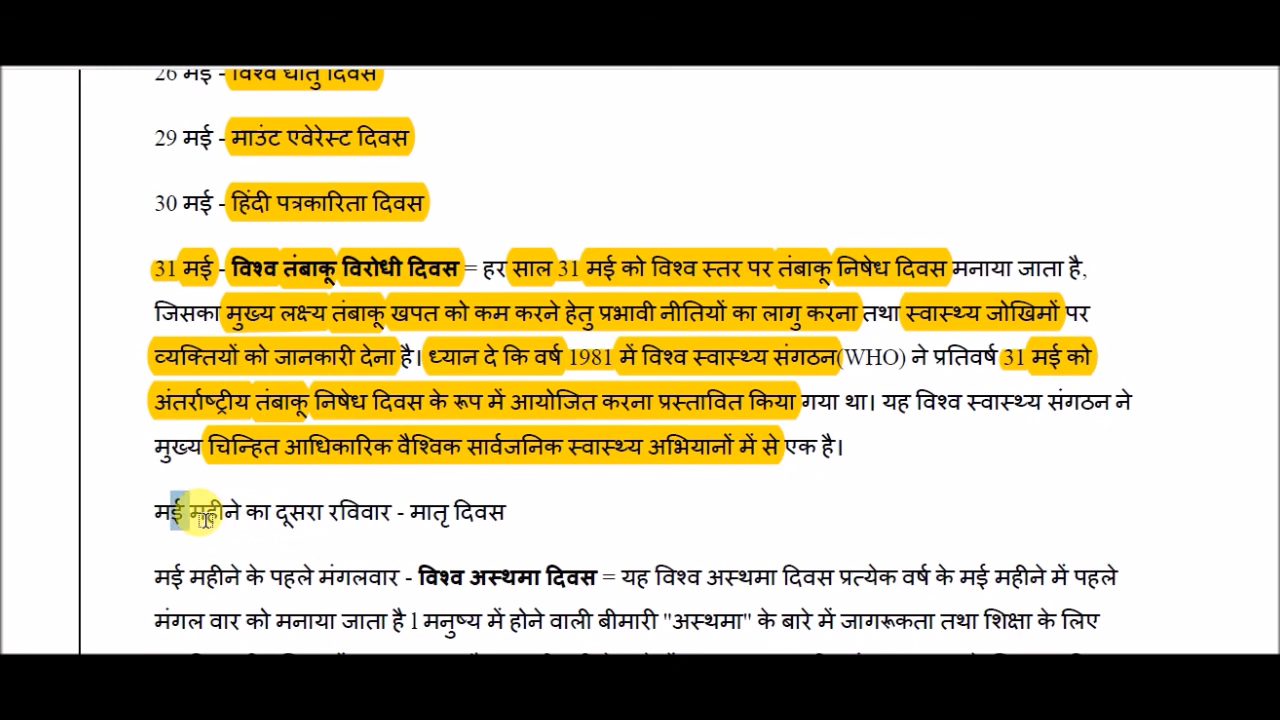 26 मई - विश्व धातु दिवस
29 मई - माउंट एवेरेस्ट दिवस
30 मई - हिंदी पत्रकारिता दिवस
31 मई - विश्व तंबाकू विरोधी दिवस = हर साल 31 मई को विश्व स्तर पर तंबाकू निषेध दिवस मनाया जाता है,
जिसका मुख्य लक्ष्य तंबाकू खपत को कम करने हेतु प्रभावी नीतियों का लागु करना तथा स्वास्थ्य जोखिमों पर
व्यक्तियों को जानकारी देना है। ध्यान दे कि वर्ष 1981 में विश्व स्वास्थ्य संगठन(WHO) ने प्रतिवर्ष 31 मई को
अंतर्राष्ट्रीय तंबाकू निषेध दिवस के रूप में आयोजित करना प्रस्तावित किया गया था। यह विश्व स्वास्थ्य संगठन ने
मुख्य चिन्हित आधिकारिक वैश्विक सार्वजनिक स्वास्थ्य अभियानों में से एक है।
मई महीने का दूसरा रविवार - मातृ दिवस
मई महीने के पहले मंगलवार - विश्व अस्थमा दिवस = यह विश्व अस्थमा दिवस प्रत्येक वर्ष के मई महीने में पहले
मंगल वार को मनाया जाता है l मनुष्य में होने वाली बीमारी "अस्थमा" के बारे में जागरूकता तथा शिक्षा के लिए